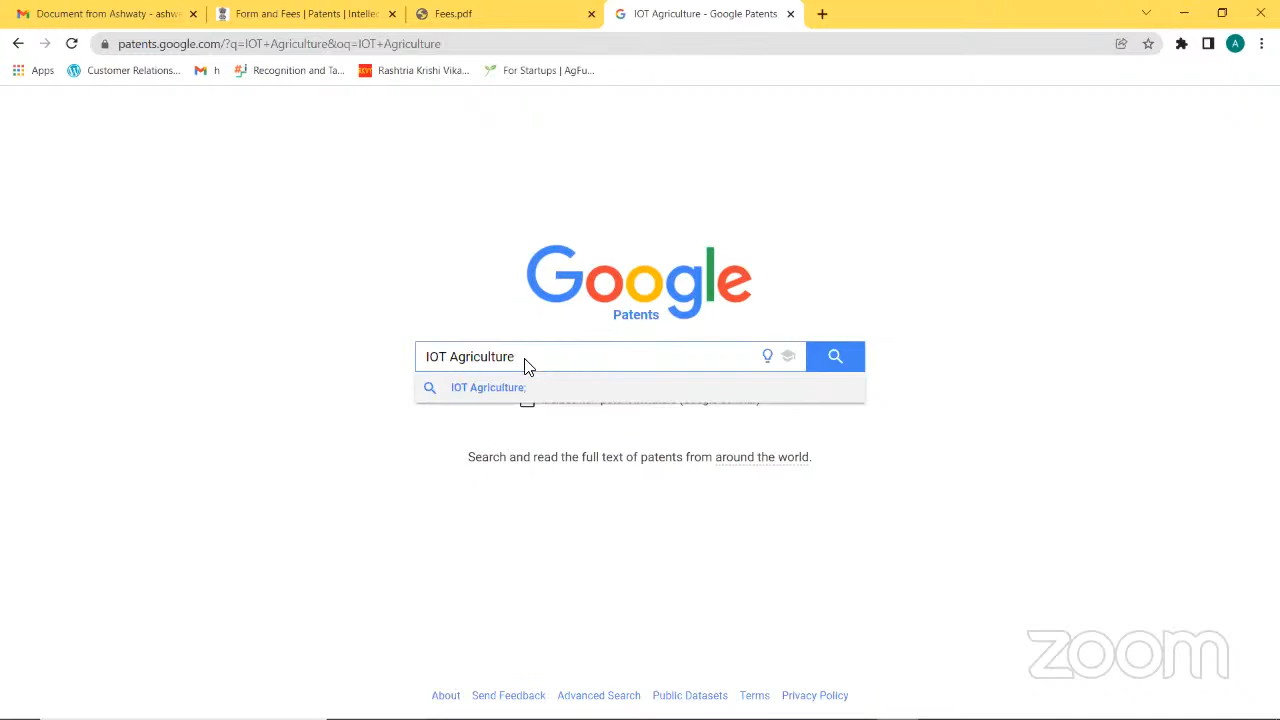 Document from Ashwaty - ashw
Form and Fees | Patents | Intelle
Fees.pdf
IOT Agriculture - Google Patents
patents.google.com/?q=IOT+Agriculture&oq=IOT+Agriculture
A
Apps
Customer Relations...
h
Recognition and Ta...
Rashtria Krishi Vika...
For Startups | AgFu...
Google
Patents
IOT Agriculture
IOT Agriculture;
Search and read the full text of patents from around the world.
zoom
About Send Feedback Advanced Search Public Datasets Terms Privacy Policy